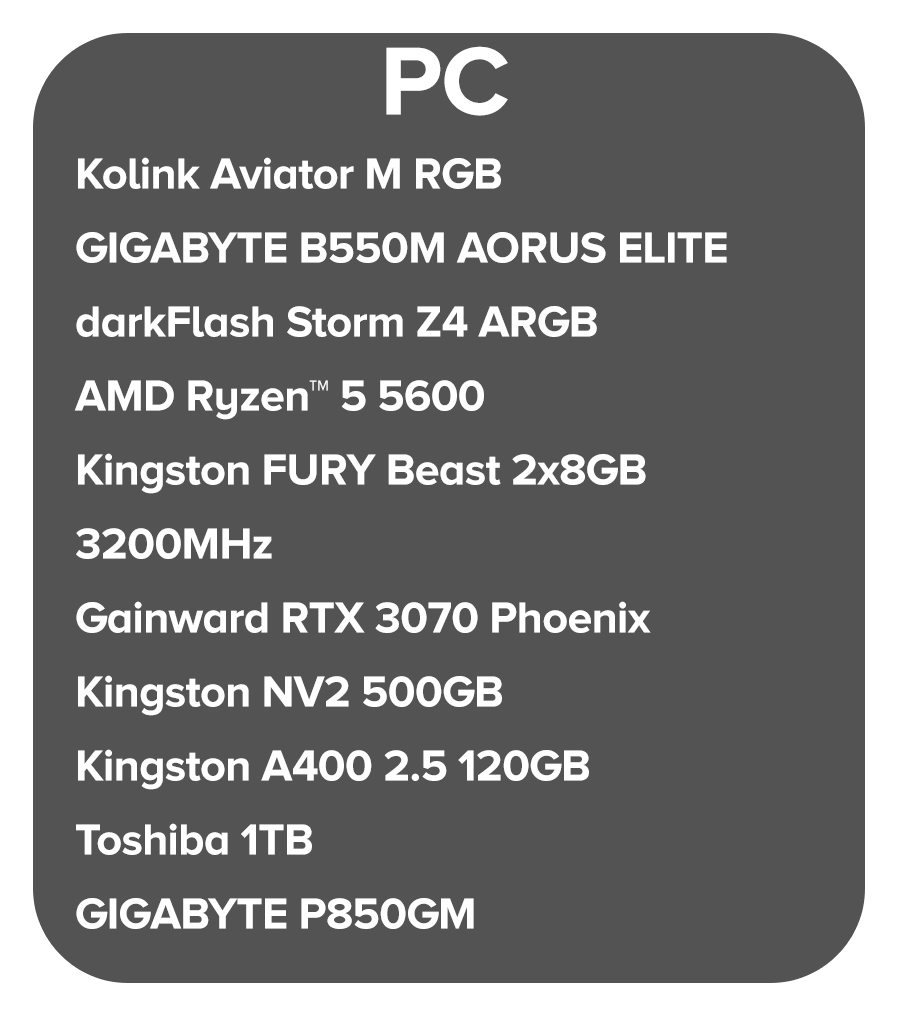 PC
Kolink Aviator M RGB
GIGABYTE B550M AORUS ELITE
darkFlash Storm Z4 ARGB
AMD Ryzen™ 5 5600
Kingston FURY Beast 2x8GB
3200MHz
Gainward RTX 3070 Phoenix
Kingston NV2 500GB
Kingston A400 2.5 120GB
Toshiba 1TB
GIGABYTE P850GM